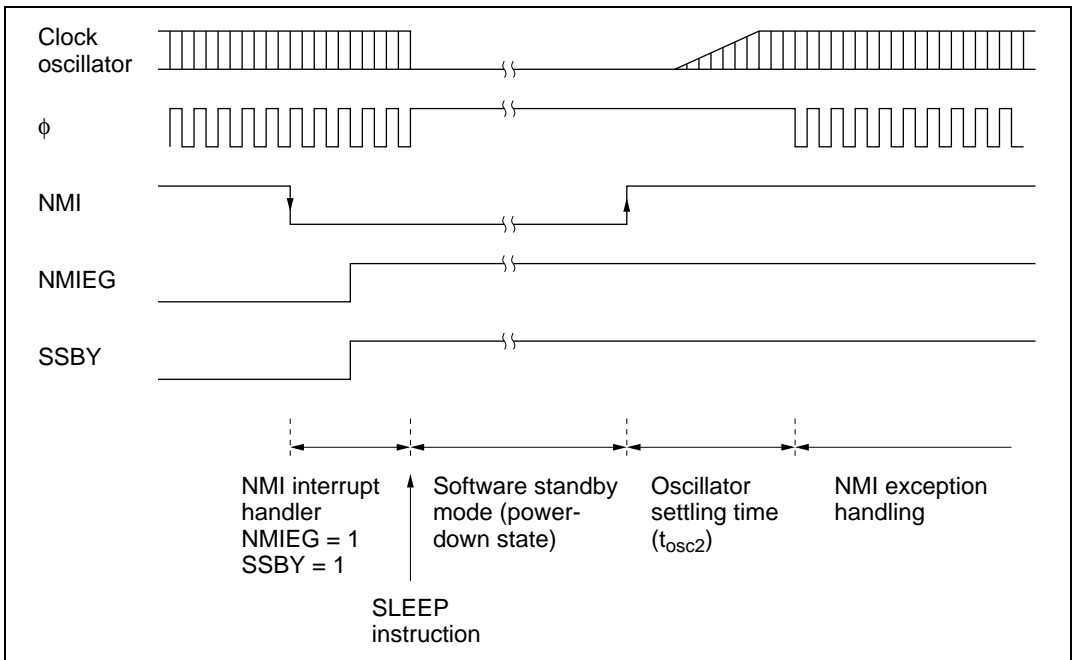 Clock
oscillator
φ
NMI
NMIEG
SSBY
NMI interrupt
handler
NMIEG = 1
SSBY = 1
Software standby
mode (power-
down state)
Oscillator
settling time
(tosc2)
NMI exception
handling
SLEEP
instruction